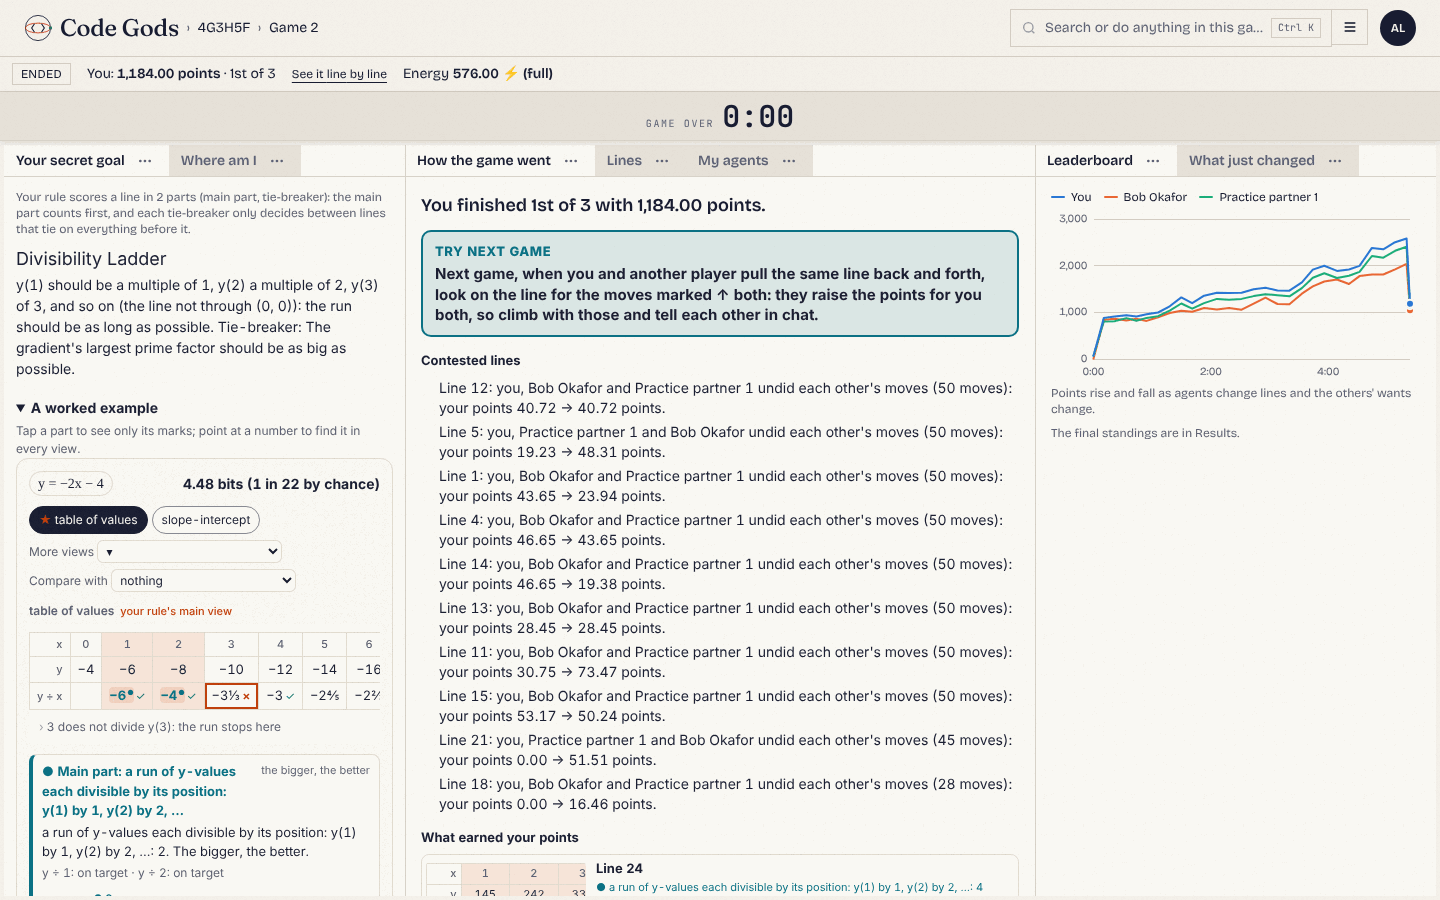 Code Gods › 4G3H5F › Game 2
Search or do anything in this ga... Ctrl K ☰ AL
ENDED You: 1,184.00 points · 1st of 3 See it line by line Energy 576.00 ⚡ (full)
GAME OVER 0:00
Your secret goal ··· Where am I ···
Your rule scores a line in 2 parts (main part, tie-breaker): the main
part counts first, and each tie-breaker only decides between lines
that tie on everything before it.
Divisibility Ladder
y(1) should be a multiple of 1, y(2) a multiple of 2, y(3)
of 3, and so on (the line not through (0, 0)): the run
should be as long as possible. Tie-breaker: The
gradient's largest prime factor should be as big as
possible.
▼ A worked example
Tap a part to see only its marks; point at a number to find it in
every view.
y = −2x − 4 4.48 bits (1 in 22 by chance)
★ table of values slope-intercept
More views ▾
Compare with nothing
table of values your rule's main view
x 0 1 2 3 4 5 6
y −4 −6 −8 −10 −12 −14 −16
y ÷ x −6 ✓ −4 ✓ −3⅓ × −3 ✓ −2⅘
› 3 does not divide y(3): the run stops here
● Main part: a run of y-values the bigger, the better
each divisible by its position:
y(1) by 1, y(2) by 2, ...
a run of y-values each divisible by its position: y(1)
by 1, y(2) by 2, ...: 2. The bigger, the better.
y ÷ 1: on target · y ÷ 2: on target
How the game went ··· Lines ··· My agents ···
You finished 1st of 3 with 1,184.00 points.
TRY NEXT GAME
Next game, when you and another player pull the same line back and forth,
look on the line for the moves marked ↑ both: they raise the points for you
both, so climb with those and tell each other in chat.
Contested lines
Line 12: you, Bob Okafor and Practice partner 1 undid each other's moves (50 moves):
your points 40.72 → 40.72 points.
Line 5: you, Practice partner 1 and Bob Okafor undid each other's moves (50 moves):
your points 19.23 → 48.31 points.
Line 1: you, Bob Okafor and Practice partner 1 undid each other's moves (50 moves):
your points 43.65 → 23.94 points.
Line 4: you, Bob Okafor and Practice partner 1 undid each other's moves (50 moves):
your points 46.65 → 43.65 points.
Line 14: you, Bob Okafor and Practice partner 1 undid each other's moves (50 moves):
your points 46.65 → 19.38 points.
Line 13: you, Bob Okafor and Practice partner 1 undid each other's moves (50 moves):
your points 28.45 → 28.45 points.
Line 11: you, Bob Okafor and Practice partner 1 undid each other's moves (50 moves):
your points 30.75 → 73.47 points.
Line 15: you, Bob Okafor and Practice partner 1 undid each other's moves (50 moves):
your points 53.17 → 50.24 points.
Line 21: you, Practice partner 1 and Bob Okafor undid each other's moves (45 moves):
your points 0.00 → 51.51 points.
Line 18: you, Bob Okafor and Practice partner 1 undid each other's moves (28 moves):
your points 0.00 → 16.46 points.
What earned your points
x 1 2 3
y 145 242
Line 24
● a run of y-values each divisible by its position: y(1) by 1, y(2) by 2, ...: 4
Leaderboard ··· What just changed ···
You Bob Okafor Practice partner 1
3,000
2,000
1,000
0
0:00 2:00 4:00
Points rise and fall as agents change lines and the others' wants
change.
The final standings are in Results.